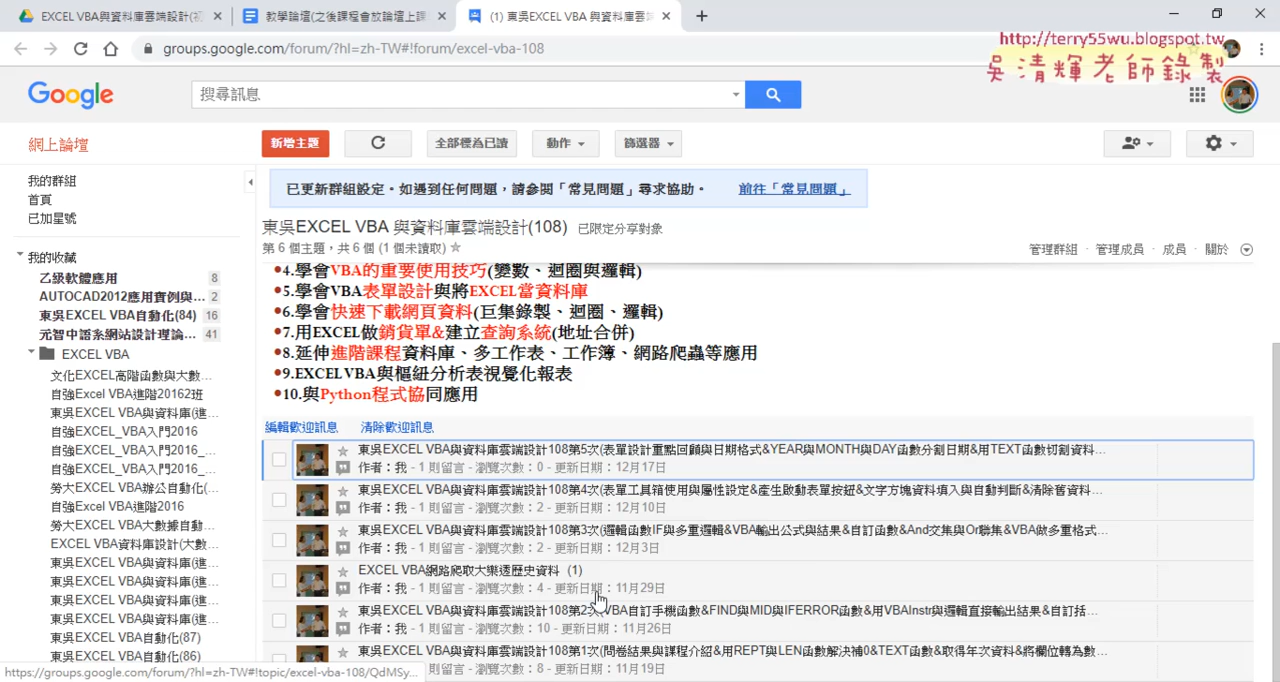 EXCEL VBA與資料庫雲端設計(初
教學論壇(之後課程會放論壇上課
(1) 東吳EXCEL VBA 與資料庫雲
groups.google.com/forum/?hl=zh-TW#!forum/excel-vba-108
http://terry55wu.blogspot.tw
吳清輝老師錄製
Google
搜尋訊息
網上論壇
新增主題
全部標為已讀
動作
篩選器
我的群組
首頁
已加星號
已更新群組設定。如遇到任何問題，請參閱「常見問題」尋求協助。 前往「常見問題」
東吳EXCEL VBA 與資料庫雲端設計(108) 已限定分享對象
第 6 個主題，共 6 個 (1 個未讀取)
管理群組 · 管理成員 · 成員 · 關於
我的收藏
乙級軟體應用 8
AUTOCAD2012應用實例與... 2
東吳EXCEL VBA自動化(84) 16
元智中語系網站設計理論... 41
EXCEL VBA
文化EXCEL高階函數與大數...
自強Excel VBA進階20162班
東吳EXCEL VBA與資料庫(進...
自強EXCEL_VBA入門2016
自強EXCEL_VBA入門2016_...
自強EXCEL_VBA入門2016_...
勞大EXCEL VBA辦公自動化(...
自強Excel VBA進階2016
勞大EXCEL VBA大數據自動...
EXCEL VBA資料庫設計(大數...
東吳EXCEL VBA與資料庫(進...
東吳EXCEL VBA與資料庫(進...
東吳EXCEL VBA與資料庫(進...
東吳EXCEL VBA與資料庫(進...
東吳EXCEL VBA自動化(87)
東吳EXCEL VBA自動化(86)
•4.學會VBA的重要使用技巧(變數、迴圈與邏輯)
•5.學會VBA表單設計與將EXCEL當資料庫
•6.學會快速下載網頁資料(巨集錄製、迴圈、邏輯)
•7.用EXCEL做銷貨單&建立查詢系統(地址合併)
•8.延伸進階課程資料庫、多工作表、工作簿、網路爬蟲等應用
•9.EXCEL VBA與樞紐分析表視覺化報表
•10.與Python程式協同應用
編輯歡迎訊息 清除歡迎訊息
東吳EXCEL VBA與資料庫雲端設計108第5次(表單設計重點回顧與日期格式&YEAR與MONTH與DAY函數分割日期&用TEXT函數切割資料...
作者：我 - 1 則留言 - 瀏覽次數：0 - 更新日期：12月17日
東吳EXCEL VBA與資料庫雲端設計108第4次(表單工具箱使用與屬性設定&產生啟動表單按鈕&文字方塊資料填入與自動判斷&清除舊資料...
作者：我 - 1 則留言 - 瀏覽次數：2 - 更新日期：12月10日
東吳EXCEL VBA與資料庫雲端設計108第3次(邏輯函數IF與多重邏輯&VBA輸出公式與結果&自訂函數&And交集與Or聯集&VBA做多重格式...
作者：我 - 1 則留言 - 瀏覽次數：2 - 更新日期：12月3日
EXCEL VBA網路爬取大樂透歷史資料 (1)
作者：我 - 1 則留言 - 瀏覽次數：4 - 更新日期：11月29日
東吳EXCEL VBA與資料庫雲端設計108第2次(VBA自訂手機函數&FIND與MID與IFERROR函數&用VBAInstr與邏輯直接輸出結果&自訂括...
作者：我 - 1 則留言 - 瀏覽次數：10 - 更新日期：11月26日
東吳EXCEL VBA與資料庫雲端設計108第1次(問卷結果與課程介紹&用REPT與LEN函數解決補0&TEXT函數&取得年次資料&將欄位轉為數...
作者：我 - 1 則留言 - 瀏覽次數：8 - 更新日期：11月19日
https://groups.google.com/forum/?hl=zh-TW#!topic/excel-vba-108/QdMSy...